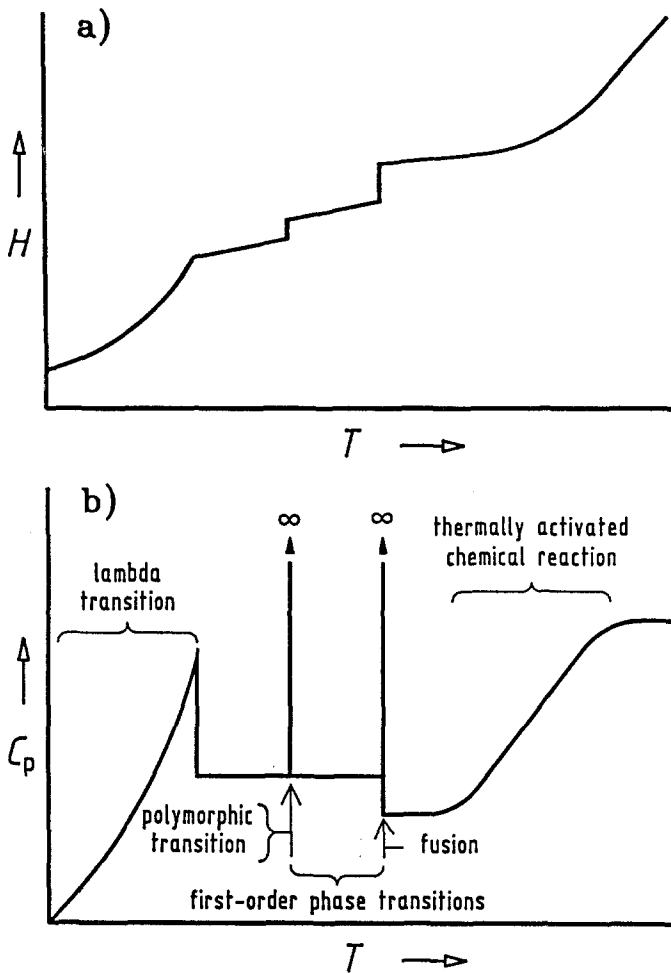 a)
H
T
b)
∞ ∞
thermally activated
chemical reaction
lambda
transition
Cp
polymorphic
transition
fusion
first-order phase transitions
T